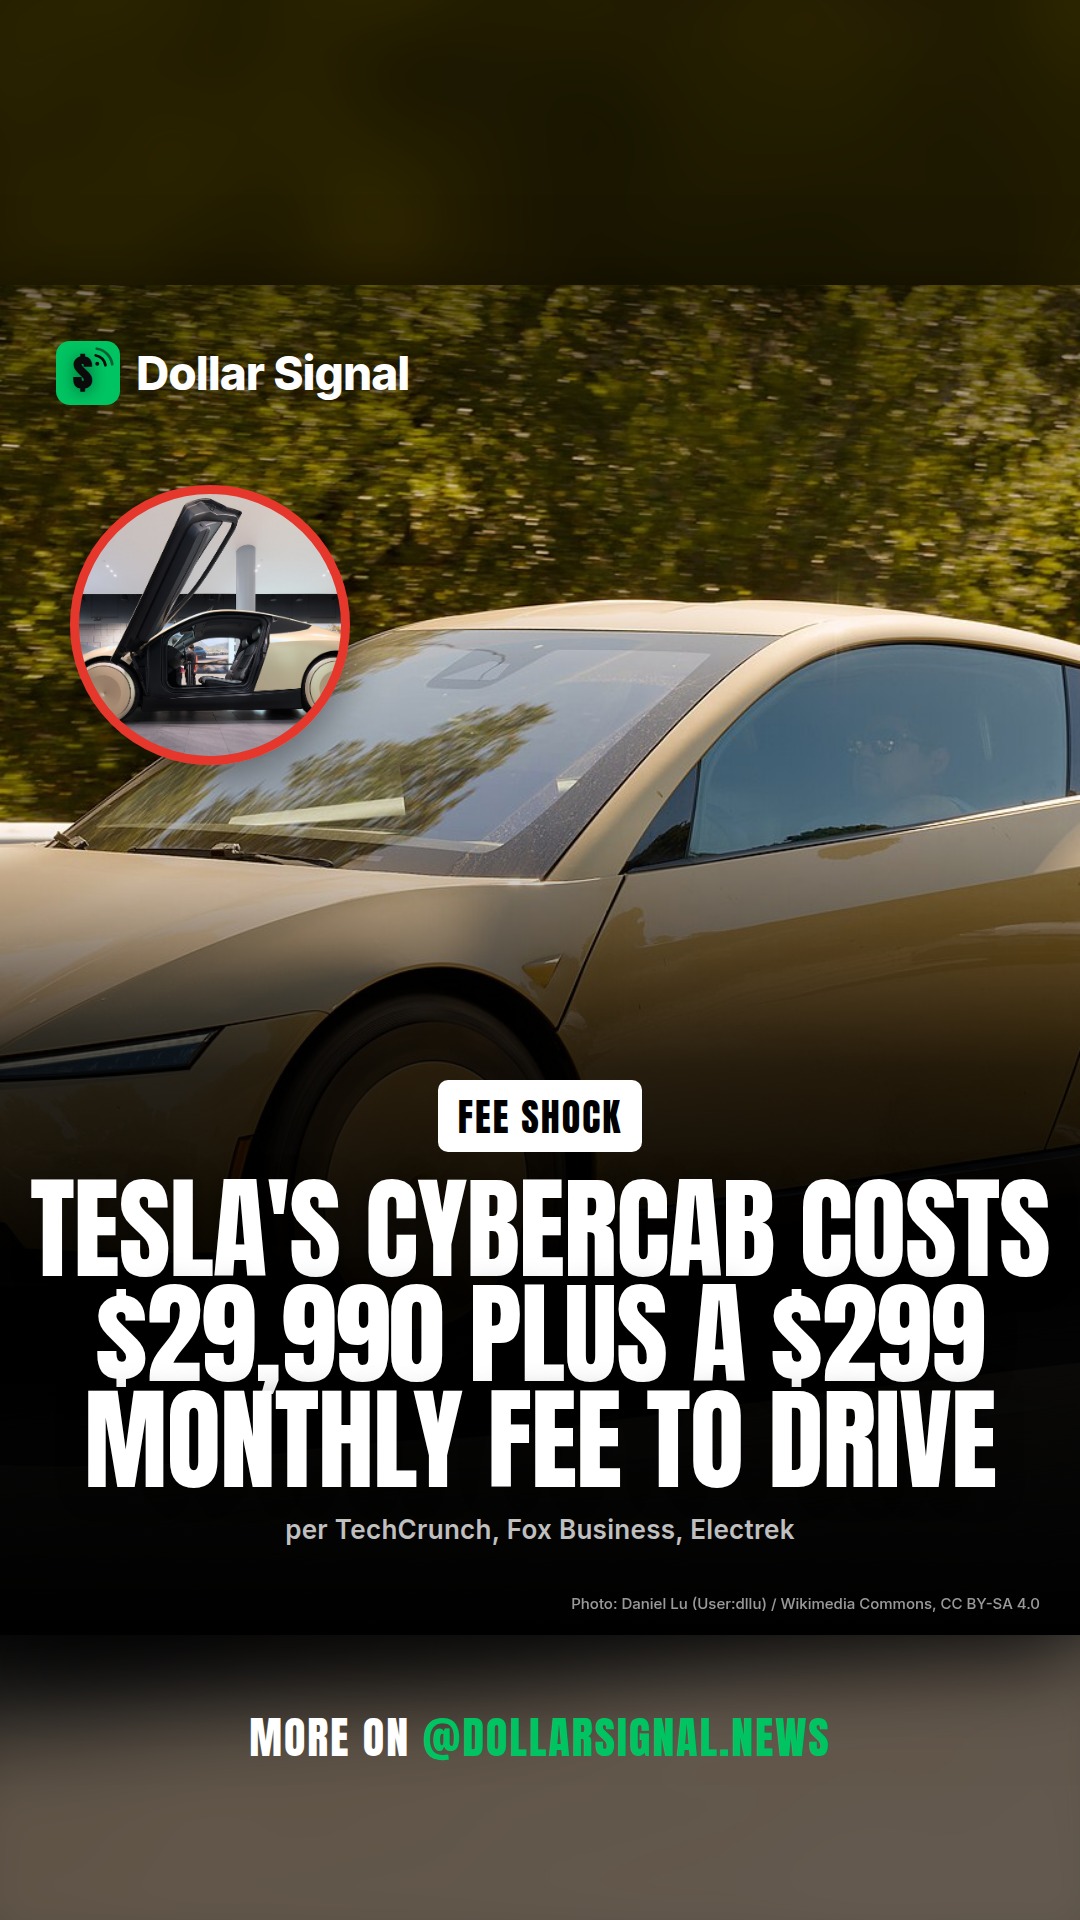 Dollar Signal
FEE SHOCK
TESLA'S CYBERCAB COSTS
$29,990 PLUS A $299
MONTHLY FEE TO DRIVE
per TechCrunch, Fox Business, Electrek
Photo: Daniel Lu (User:dllu) / Wikimedia Commons, CC BY-SA 4.0
MORE ON @DOLLARSIGNAL.NEWS